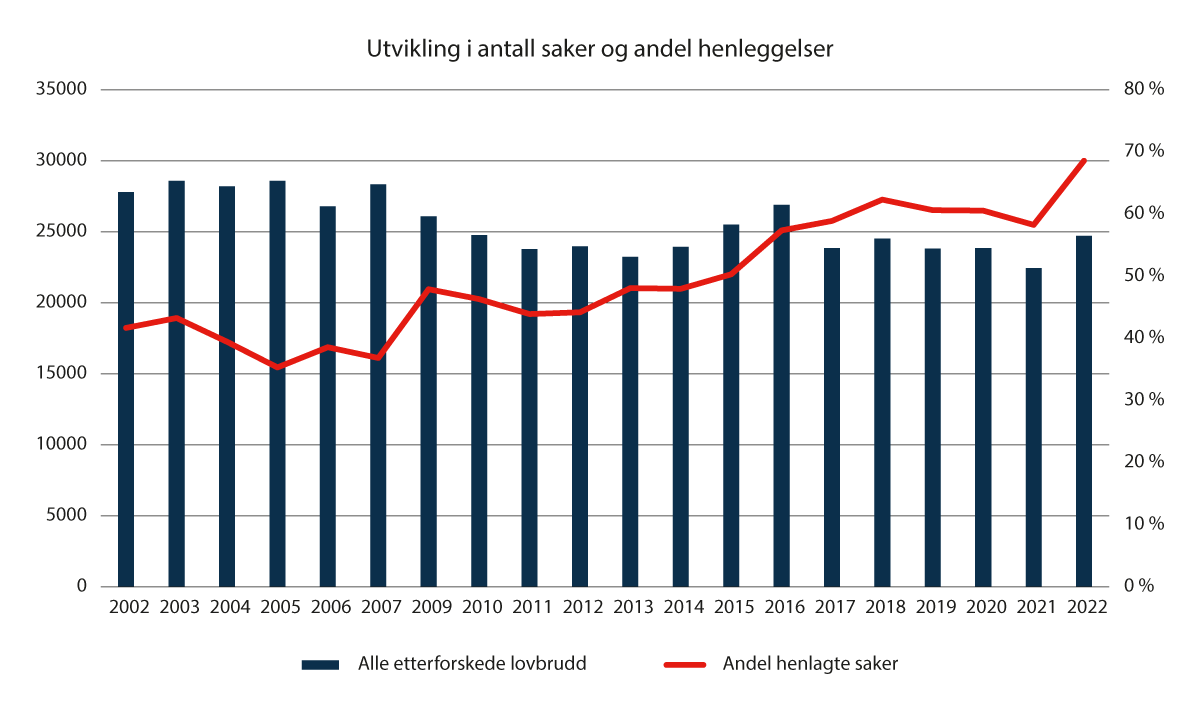 Utvikling i antall saker og andel henleggelser
35000 80 %
30000 70 %
25000 60 %
20000 50 %
15000 40 %
10000 30 %
5000 20 %
0 10 %
0 %
2002 2003 2004 2005 2006 2007 2009 2010 2011 2012 2013 2014 2015 2016 2017 2018 2019 2020 2021 2022
Alle etterforskede lovbrudd Andel henlagte saker